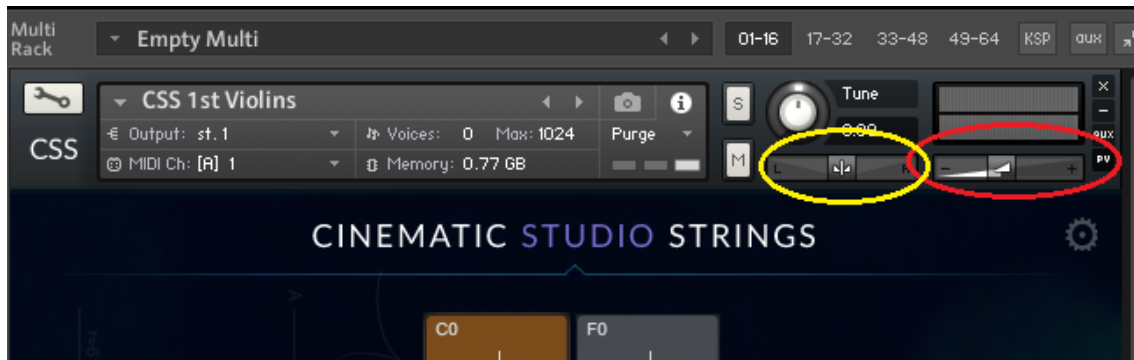 Multi
Rack
Empty Multi
01-16 17-32 33-48 49-64 KSP aux
CSS 1st Violins
S
Tune
x
-
CSS
Output: st. 1
Voices: 0 Max: 1024
Purge
0.00
aux
MIDI Ch: [A] 1
Memory: 0.77 GB
M
L
R
- +
PV
CINEMATIC STUDIO STRINGS
C0
F0